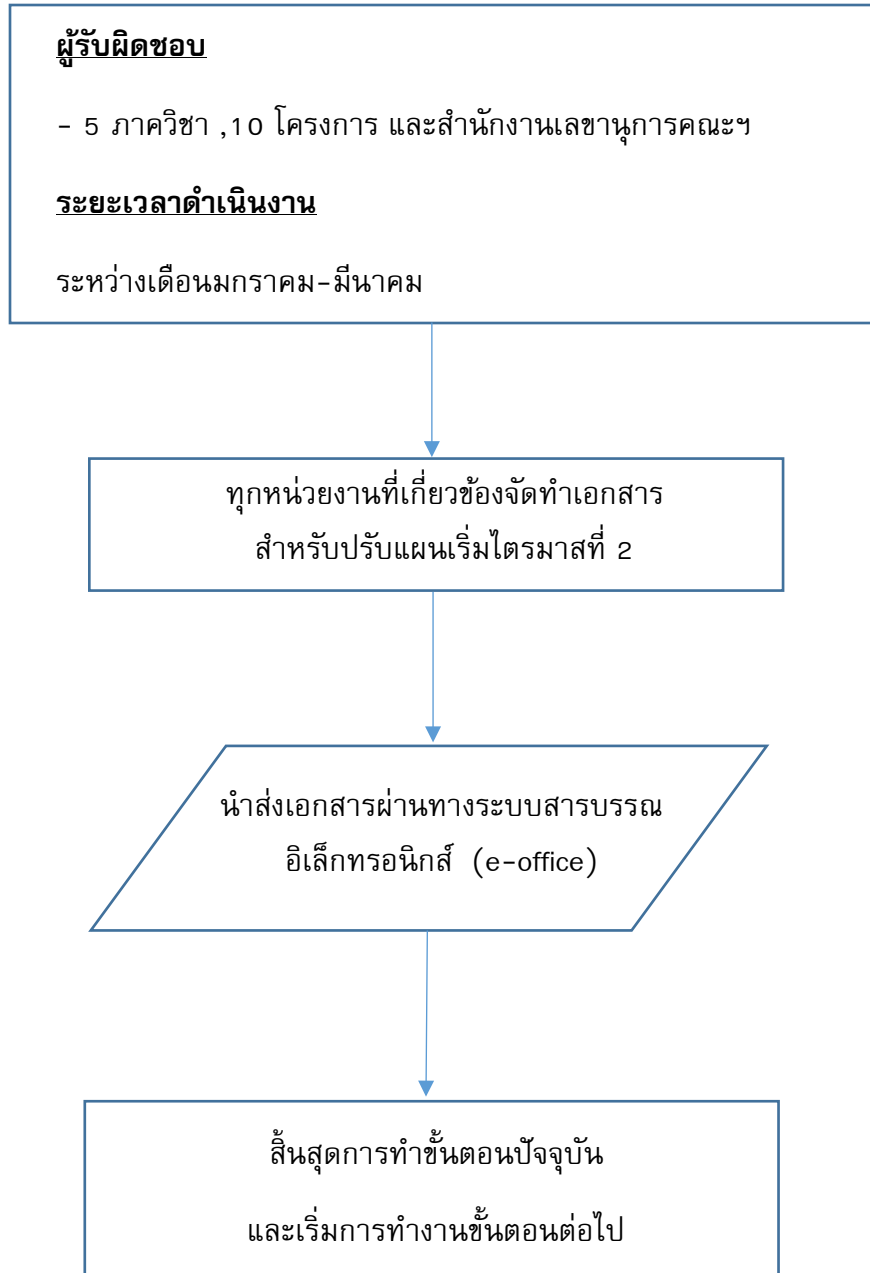 ผู้รับผิดชอบ
- 5 ภาควิชา ,10 โครงการ และสำนักงานเลขานุการคณะฯ
ระยะเวลาดำเนินงาน
ระหว่างเดือนมกราคม-มีนาคม
ทุกหน่วยงานที่เกี่ยวข้องจัดทำเอกสาร
สำหรับปรับแผนเริ่มไตรมาสที่ 2
นำส่งเอกสารผ่านทางระบบสารบรรณ
อิเล็กทรอนิกส์ (e-office)
สิ้นสุดการทำขั้นตอนปัจจุบัน
และเริ่มการทำงานขั้นตอนต่อไป